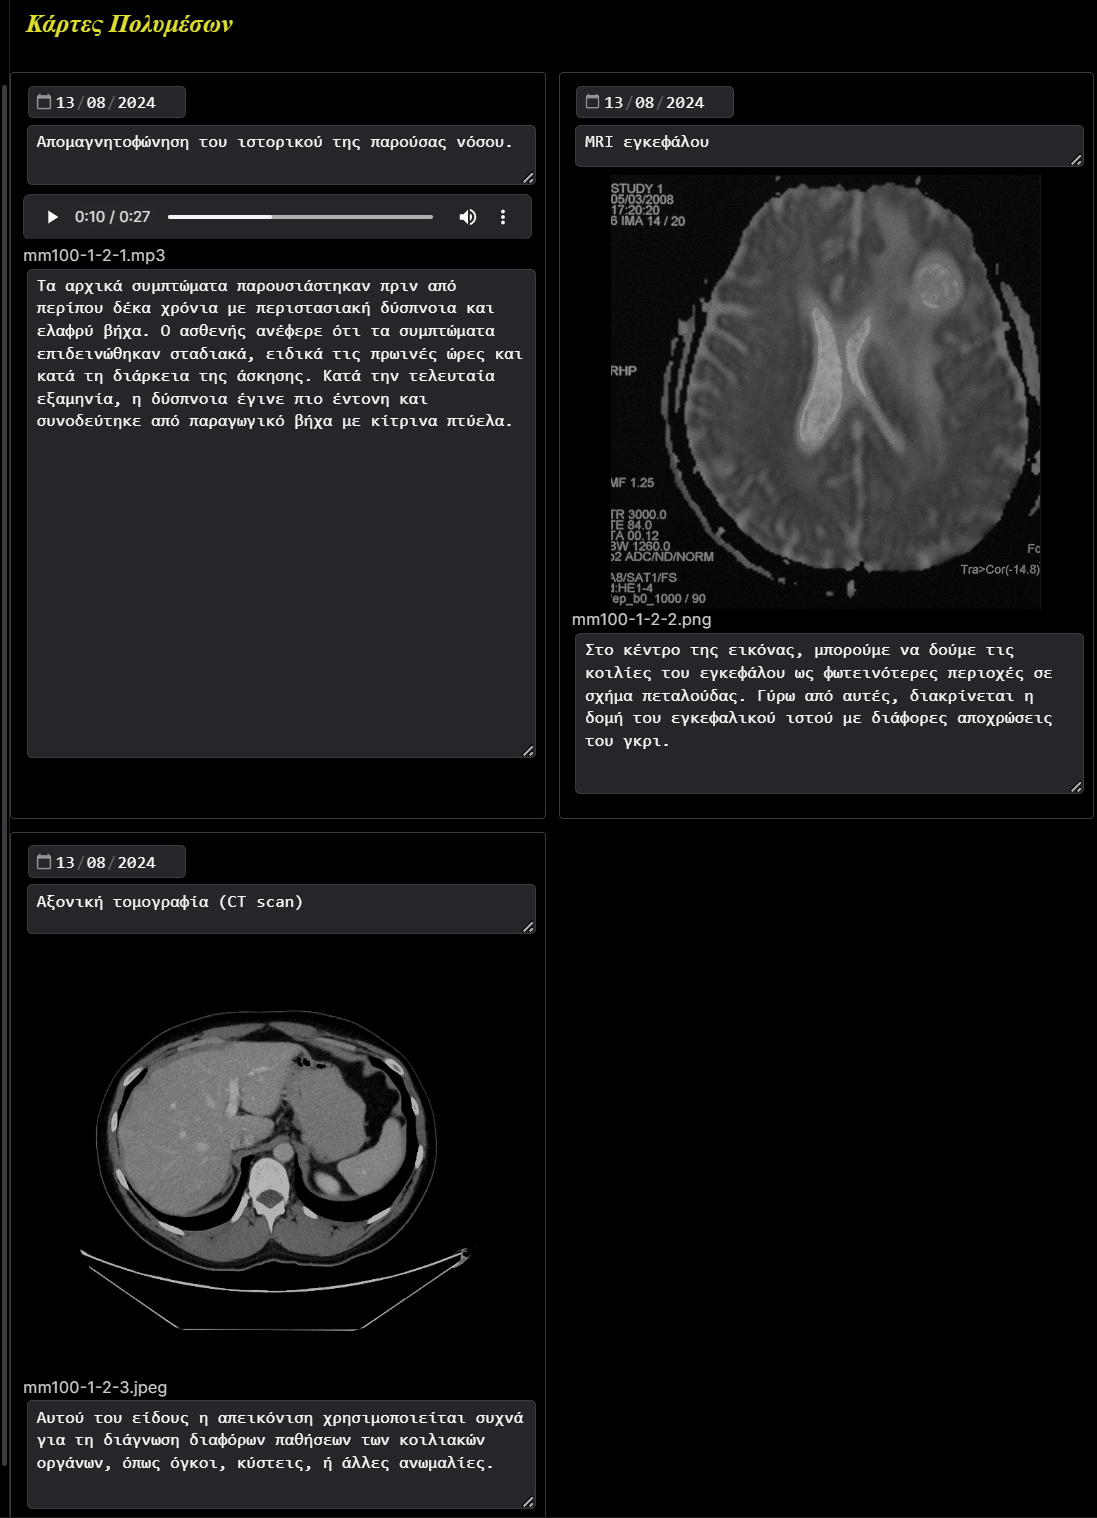 Κάρτες Πολυμέσων
13/08/2024
Απομαγνητοφώνηση του ιστορικού της παρούσας νόσου.
0:10 / 0:27
mm100-1-2-1.mp3
Τα αρχικά συμπτώματα παρουσιάστηκαν πριν από
περίπου δέκα χρόνια με περιστασιακή δύσπνοια και
ελαφρύ βήχα. Ο ασθενής ανέφερε ότι τα συμπτώματα
επιδεινώθηκαν σταδιακά, ειδικά τις πρωινές ώρες και
κατά τη διάρκεια της άσκησης. Κατά την τελευταία
εξαμηνία, η δύσπνοια έγινε πιο έντονη και
συνοδεύτηκε από παραγωγικό βήχα με κίτρινα πτύελα.
13/08/2024
MRI εγκεφάλου
STUDY 1
05/03/2008
17:20:20
6 IMA 14 / 20
RHP
MF 1.25
TR 3000.0
TE 84.0
TA 00.12
BW 1260.0
p2 ADC/ND/NORM
A8/SAT1/FS
:HE1-4
ep_b0_1000 / 90
Fo
Tra>Cor(-14.8)
mm100-1-2-2.png
Στο κέντρο της εικόνας, μπορούμε να δούμε τις
κοιλίες του εγκεφάλου ως φωτεινότερες περιοχές σε
σχήμα πεταλούδας. Γύρω από αυτές, διακρίνεται η
δομή του εγκεφαλικού ιστού με διάφορες αποχρώσεις
του γκρι.
13/08/2024
Αξονική τομογραφία (CT scan)
mm100-1-2-3.jpeg
Αυτού του είδους η απεικόνιση χρησιμοποιείται συχνά
για τη διάγνωση διαφόρων παθήσεων των κοιλιακών
οργάνων, όπως όγκοι, κύστεις, ή άλλες ανωμαλίες.